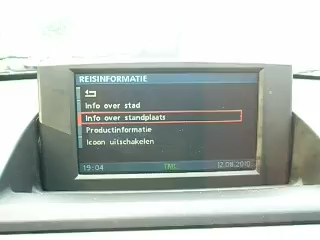 REISINFORMATIE
Info over stad
Info over standplaats
Productinformatie
Icoon uitschakelen
19:04 TMC 12.08.2010